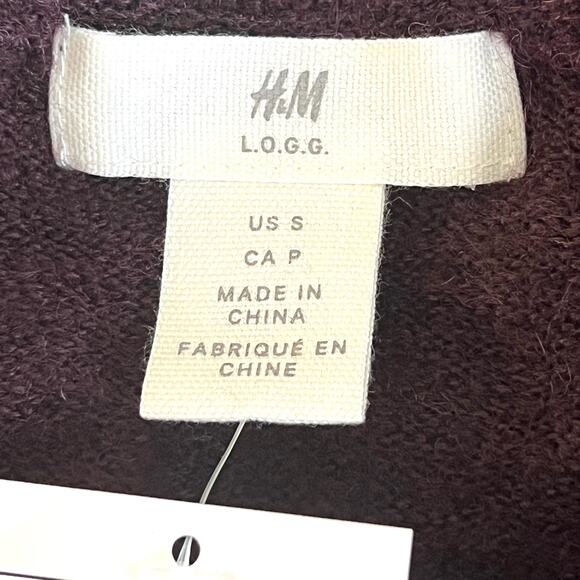 H&M
L.O.G.G.
US S
CA P
MADE IN
CHINA
FABRIQUÉ EN
CHINE